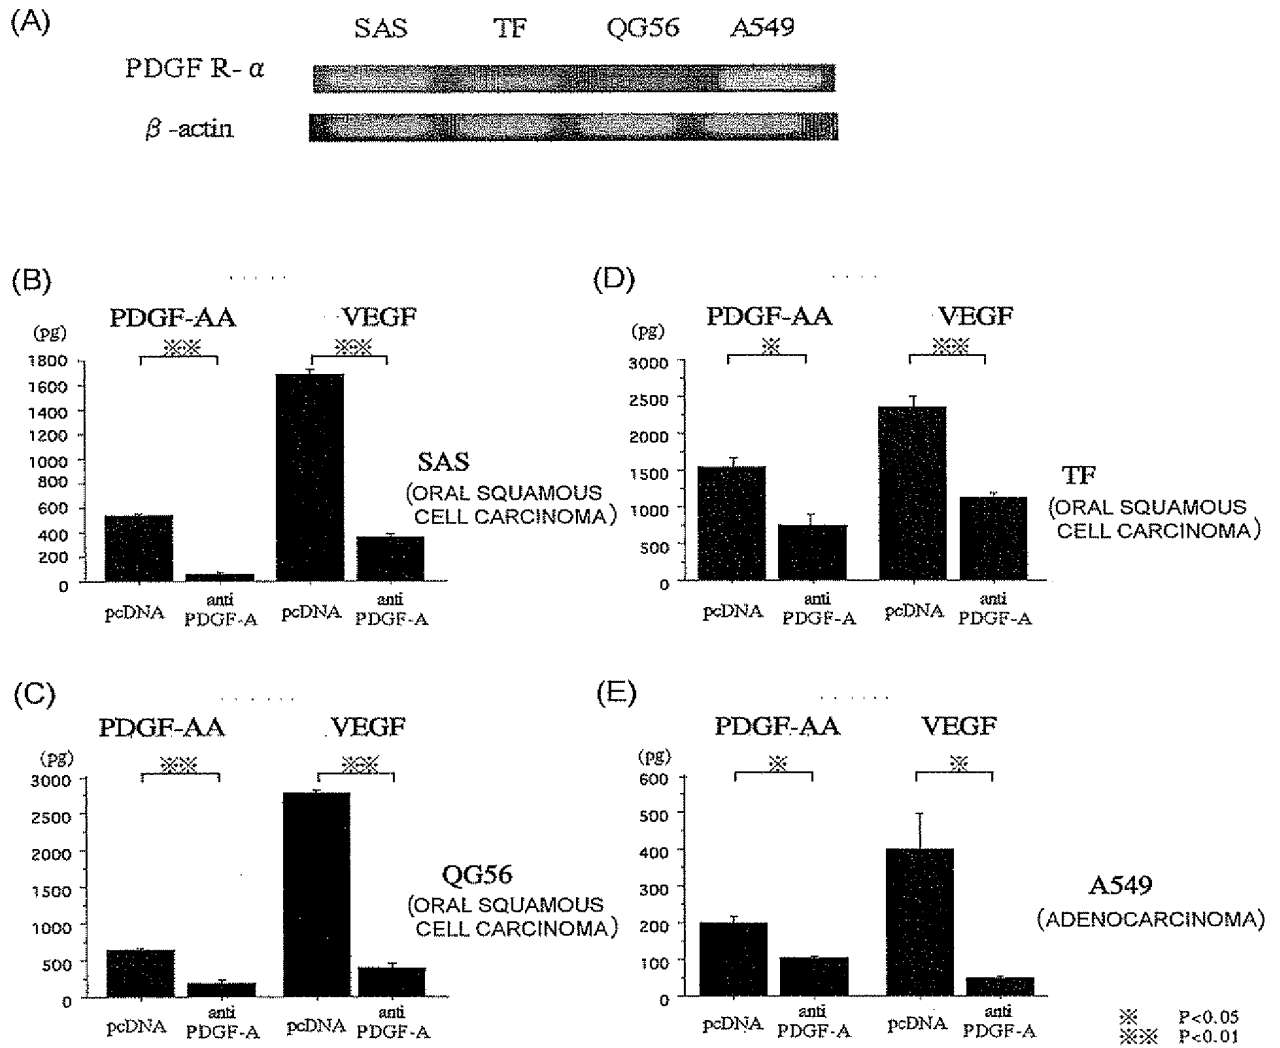 (A)
SAS TF QG56 A549
PDGF R-α
β-actin
(B)
PDGF-AA VEGF
(pg)
※※ ※※
1800
1600
1400
1200
1000
800
600
400
200
0
pcDNA anti PDGF-A pcDNA anti PDGF-A
SAS
(ORAL SQUAMOUS
CELL CARCINOMA)
(D)
PDGF-AA VEGF
(pg)
※ ※※
3000
2500
2000
1500
1000
500
0
pcDNA anti PDGF-A pcDNA anti PDGF-A
TF
(ORAL SQUAMOUS
CELL CARCINOMA)
(C)
PDGF-AA VEGF
(pg)
※※ ※※
3000
2500
2000
1500
1000
500
0
pcDNA anti PDGF-A pcDNA anti PDGF-A
QG56
(ORAL SQUAMOUS
CELL CARCINOMA)
(E)
PDGF-AA VEGF
(pg)
※ ※
600
500
400
300
200
100
0
pcDNA anti PDGF-A pcDNA anti PDGF-A
A549
(ADENOCARCINOMA)
※ P<0.05
※※ P<0.01